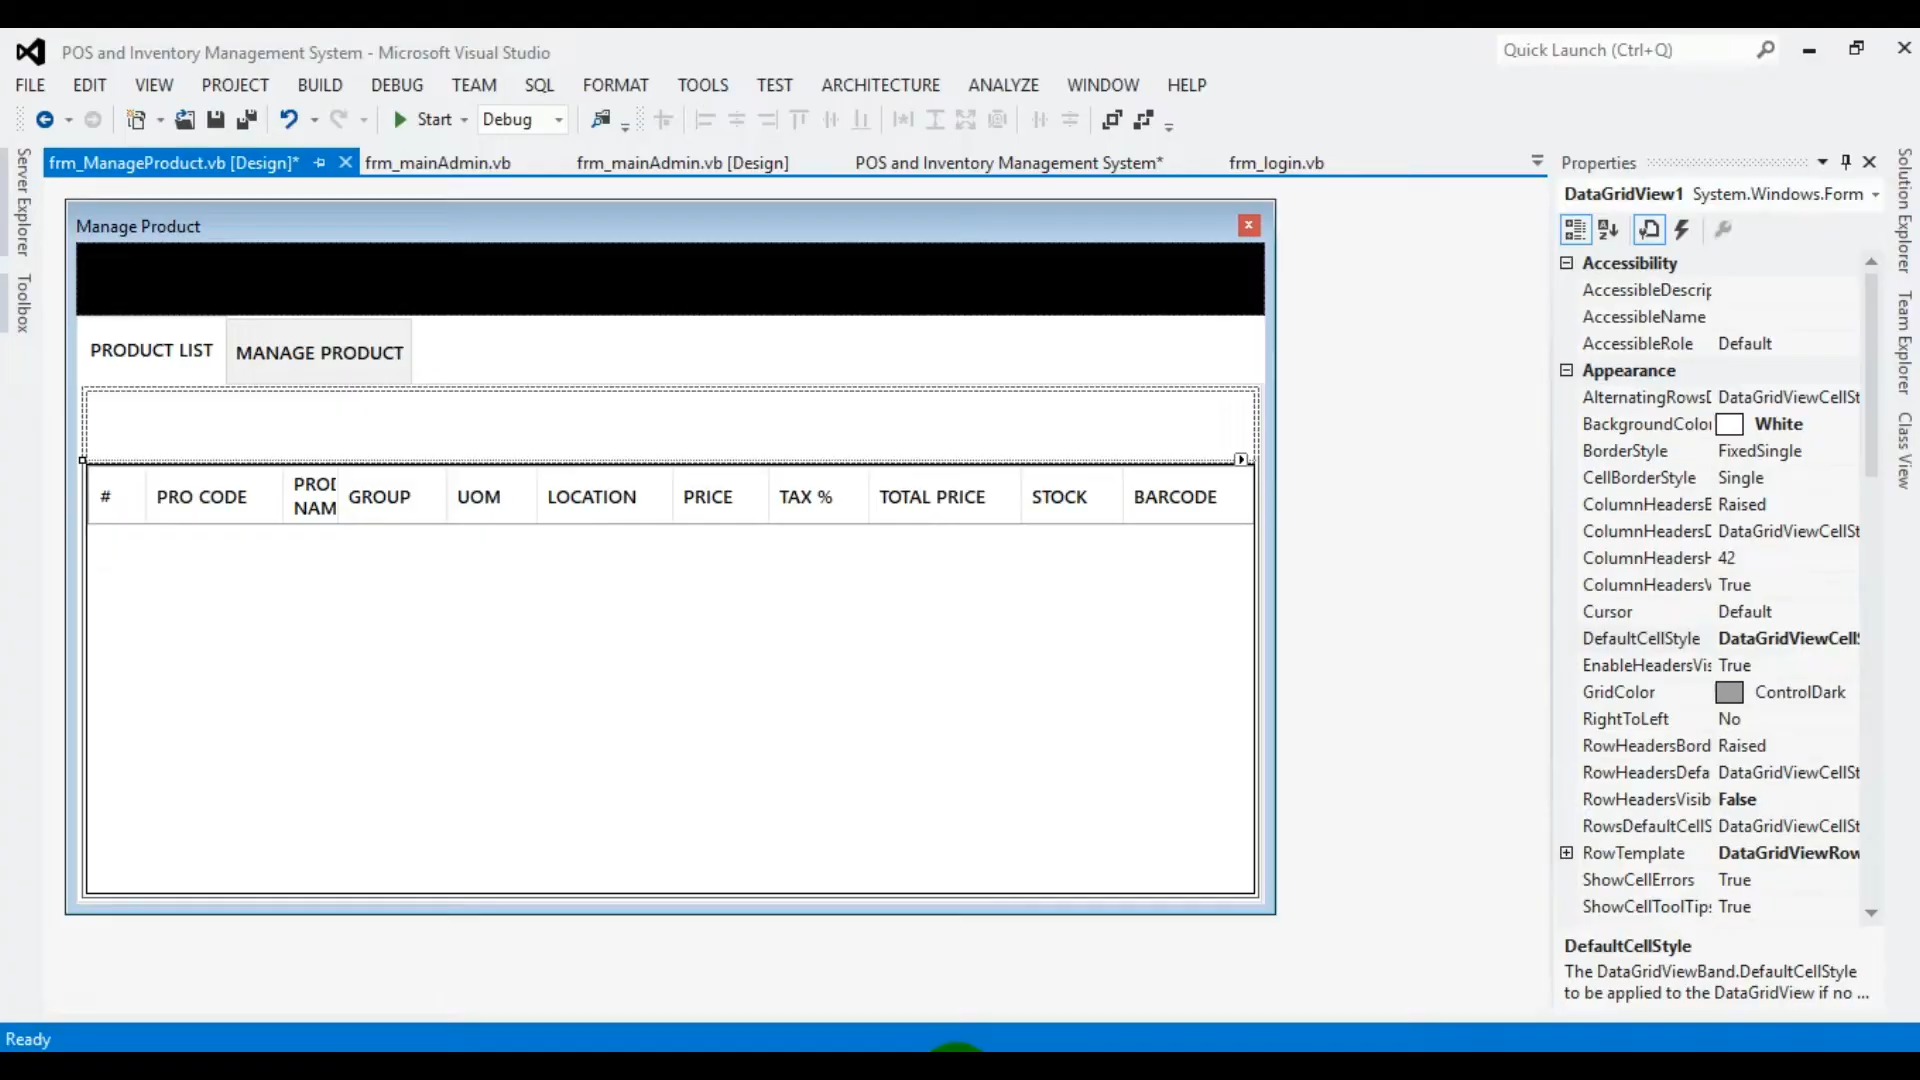 POS and Inventory Management System - Microsoft Visual Studio
Quick Launch (Ctrl+Q)
FILE EDIT VIEW PROJECT BUILD DEBUG TEAM SQL FORMAT TOOLS TEST ARCHITECTURE ANALYZE WINDOW HELP
Start Debug
frm_ManageProduct.vb [Design]* frm_mainAdmin.vb frm_mainAdmin.vb [Design] POS and Inventory Management System* frm_login.vb
Server Explorer
Toolbox
Manage Product
PRODUCT LIST MANAGE PRODUCT
# PRO CODE PROD NAM GROUP UOM LOCATION PRICE TAX % TOTAL PRICE STOCK BARCODE
Properties
DataGridView1 System.Windows.Form
Accessibility
AccessibleDescrip
AccessibleName
AccessibleRole Default
Appearance
AlternatingRowsD DataGridViewCellSt
BackgroundColor White
BorderStyle FixedSingle
CellBorderStyle Single
ColumnHeadersB Raised
ColumnHeadersD DataGridViewCellSt
ColumnHeadersH 42
ColumnHeadersV True
Cursor Default
DefaultCellStyle DataGridViewCellS
EnableHeadersVis True
GridColor ControlDark
RightToLeft No
RowHeadersBord Raised
RowHeadersDefa DataGridViewCellSt
RowHeadersVisib False
RowsDefaultCellS DataGridViewCellSt
RowTemplate DataGridViewRow
ShowCellErrors True
ShowCellToolTips True
DefaultCellStyle
The DataGridViewBand.DefaultCellStyle
to be applied to the DataGridView if no ...
Solution Explorer
Team Explorer
Class View
Ready